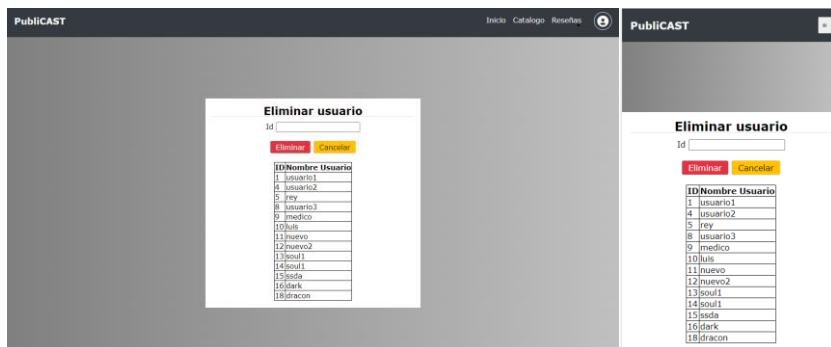 PubliCAST
Inicio Catalogo Reseñas
Eliminar usuario
Id
Eliminar Cancelar
ID Nombre Usuario
1 usuario1
4 usuario2
5 rey
8 usuario3
9 medico
10 luis
11 nuevo
12 nuevo2
13 soul1
14 soul1
15 ssda
16 dark
18 dracon
PubliCAST
Eliminar usuario
Id
Eliminar Cancelar
ID Nombre Usuario
1 usuario1
4 usuario2
5 rey
8 usuario3
9 medico
10 luis
11 nuevo
12 nuevo2
13 soul1
14 soul1
15 ssda
16 dark
18 dracon